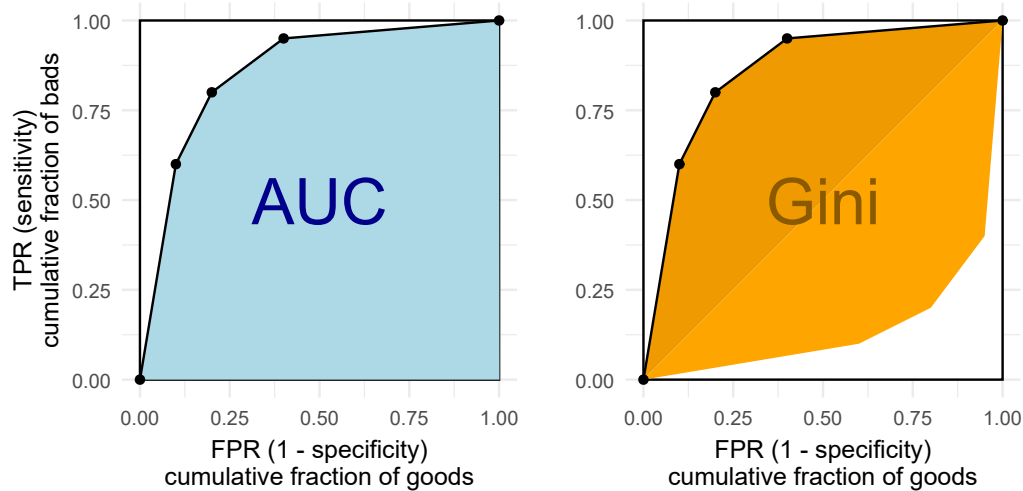 TPR (sensitivity)
cumulative fraction of bads
1.00
0.75
0.50
0.25
0.00
AUC
0.00 0.25 0.50 0.75 1.00
FPR (1 - specificity)
cumulative fraction of goods
1.00
0.75
0.50
0.25
0.00
Gini
0.00 0.25 0.50 0.75 1.00
FPR (1 - specificity)
cumulative fraction of goods